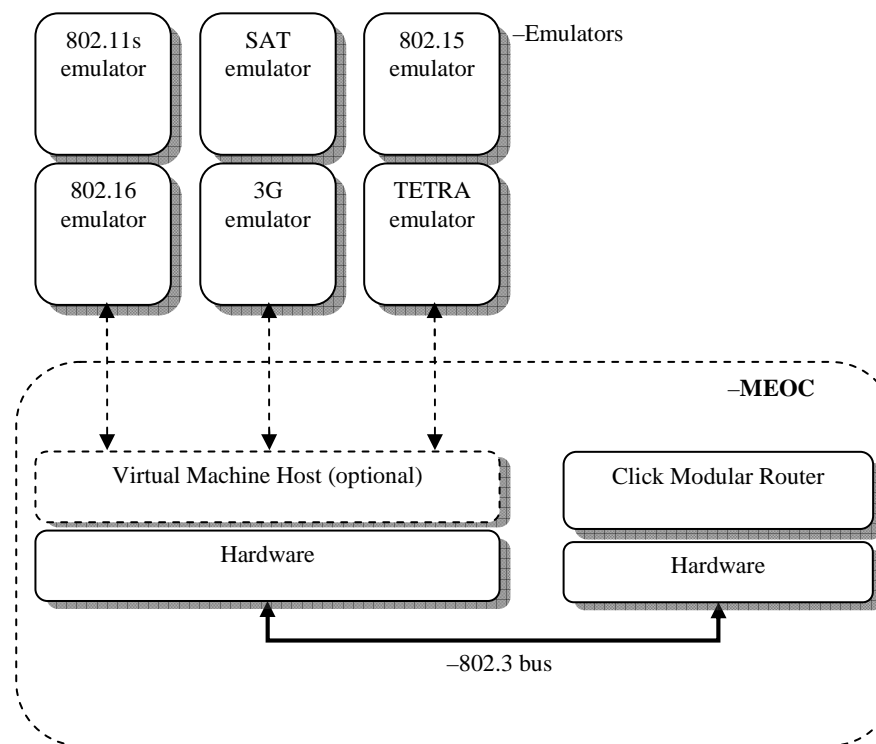 802.11s
emulator
SAT
emulator
802.15
emulator
–Emulators
802.16
emulator
3G
emulator
TETRA
emulator
–MEOC
Virtual Machine Host (optional)
Click Modular Router
Hardware
Hardware
–802.3 bus